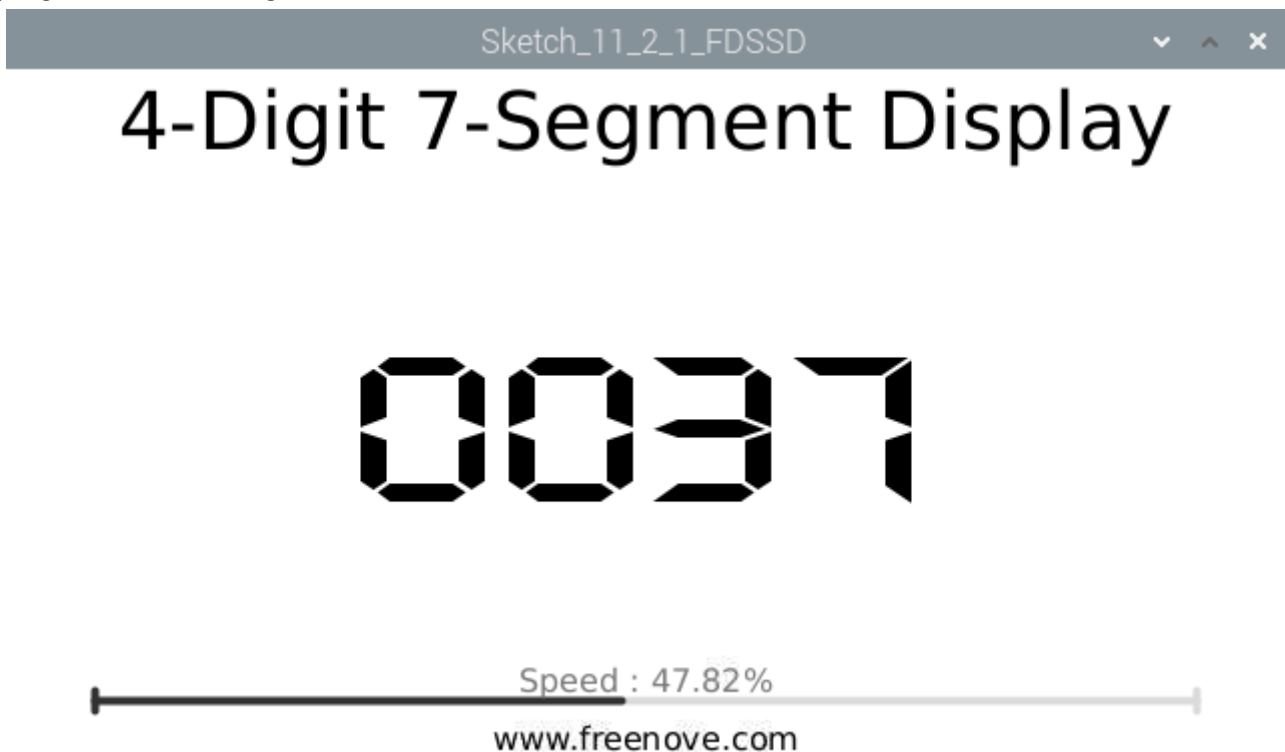 Sketch_11_2_1_FDSSD
4-Digit 7-Segment Display
0037
Speed : 47.82%
www.freenove.com